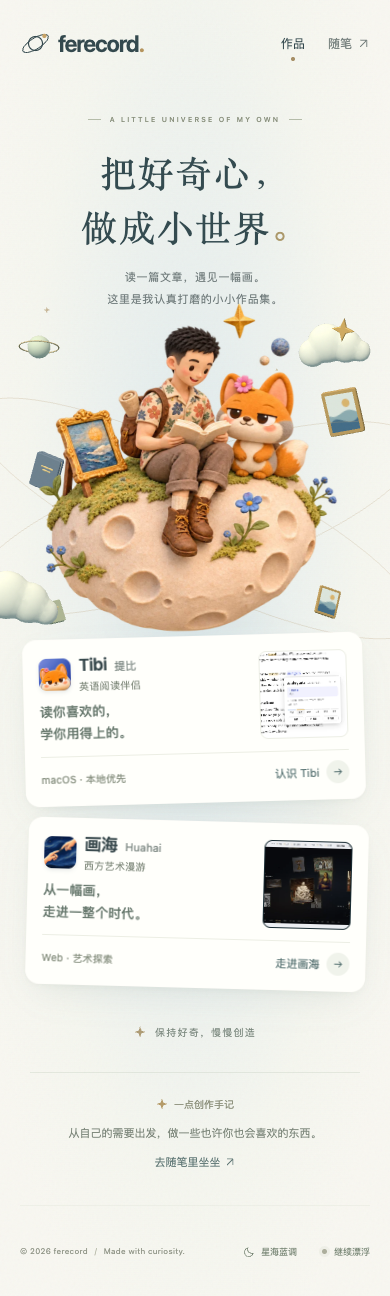 ferecord.
作品
随笔
A LITTLE UNIVERSE OF MY OWN
把好奇心，
做成小世界。
读一篇文章，遇见一幅画。
这里是我认真打磨的小小作品集。
Tibi 提比
英语阅读伴侣
读你喜欢的，
学你用得上的。
macOS · 本地优先
认识 Tibi
画海 Huahai
西方艺术漫游
从一幅画，
走进一整个时代。
Web · 艺术探索
走进画海
保持好奇，慢慢创造
一点创作手记
从自己的需要出发，做一些也许你也会喜欢的东西。
去随笔里坐坐
© 2026 ferecord / Made with curiosity.
星海蓝调
继续漂浮